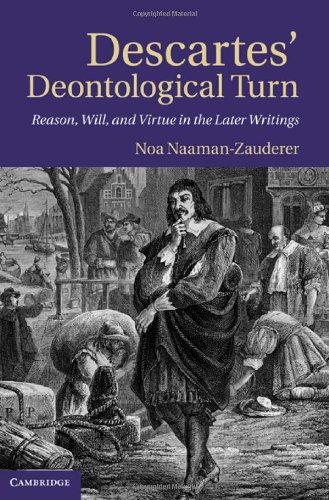 Descartes’
Deontological Turn
Reason, Will, and Virtue in the Later Writings
Noa Naaman-Zauderer
P P
CAMBRIDGE